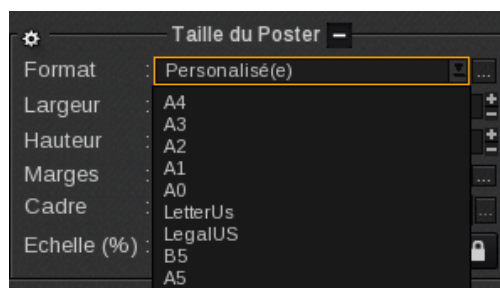 Taille du Poster
Format : Personalisé(e) ...
Largeur : A4
A3
Hauteur : A2
A1
Marges : A0 ...
Cadre : LetterUs ...
LegalUS
Echelle (%) : B5
A5